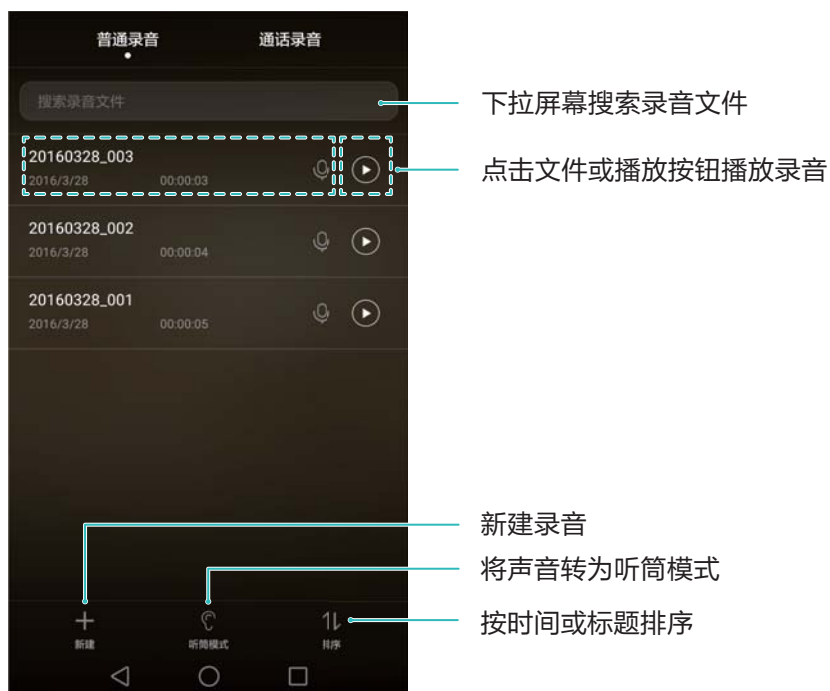 普通录音 通话录音
搜索录音文件
下拉屏幕搜索录音文件
20160328_003
2016/3/28 00:00:03
点击文件或播放按钮播放录音
20160328_002
2016/3/28 00:00:04
20160328_001
2016/3/28 00:00:05
新建录音
将声音转为听筒模式
按时间或标题排序
新建 听筒模式 排序